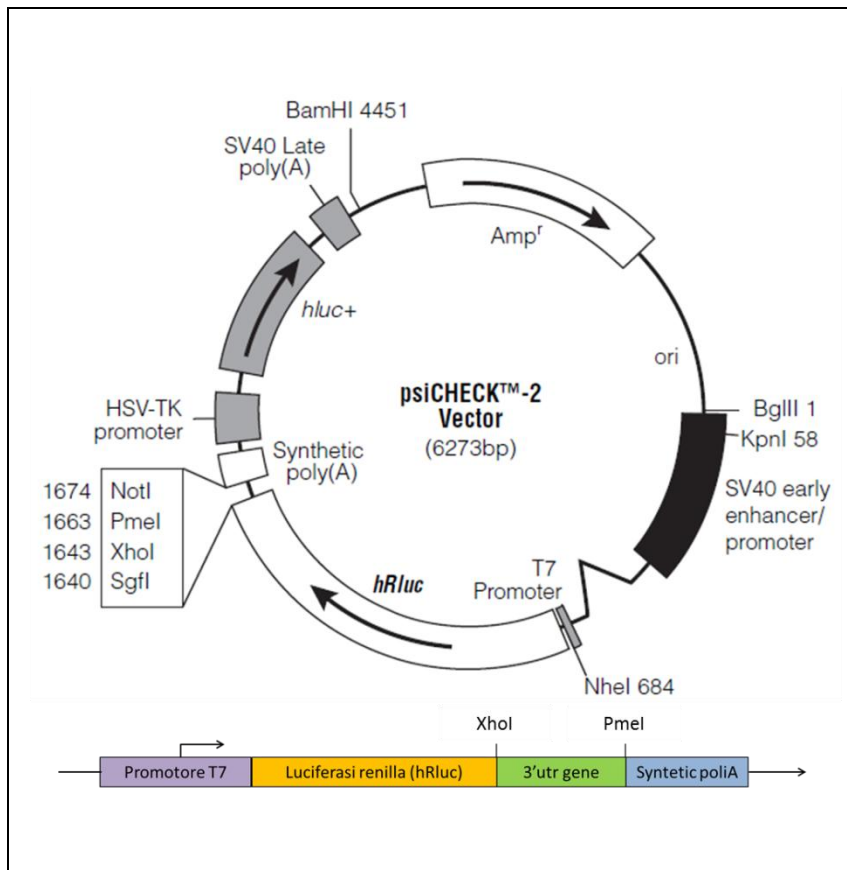 BamHI 4451
SV40 Late
poly(A)
Amp^r
hluc+
ori
psiCHECK™-2
Vector
(6273bp)
HSV-TK
promoter
BglII 1
KpnI 58
Synthetic
poly(A)
SV40 early
enhancer/
promoter
1674 NotI
1663 PmeI
1643 XhoI
1640 SgfI
T7
Promoter
hRluc
NheI 684
XhoI PmeI
Promotore T7 Luciferasi renilla (hRluc) 3'utr gene Syntetic poliA